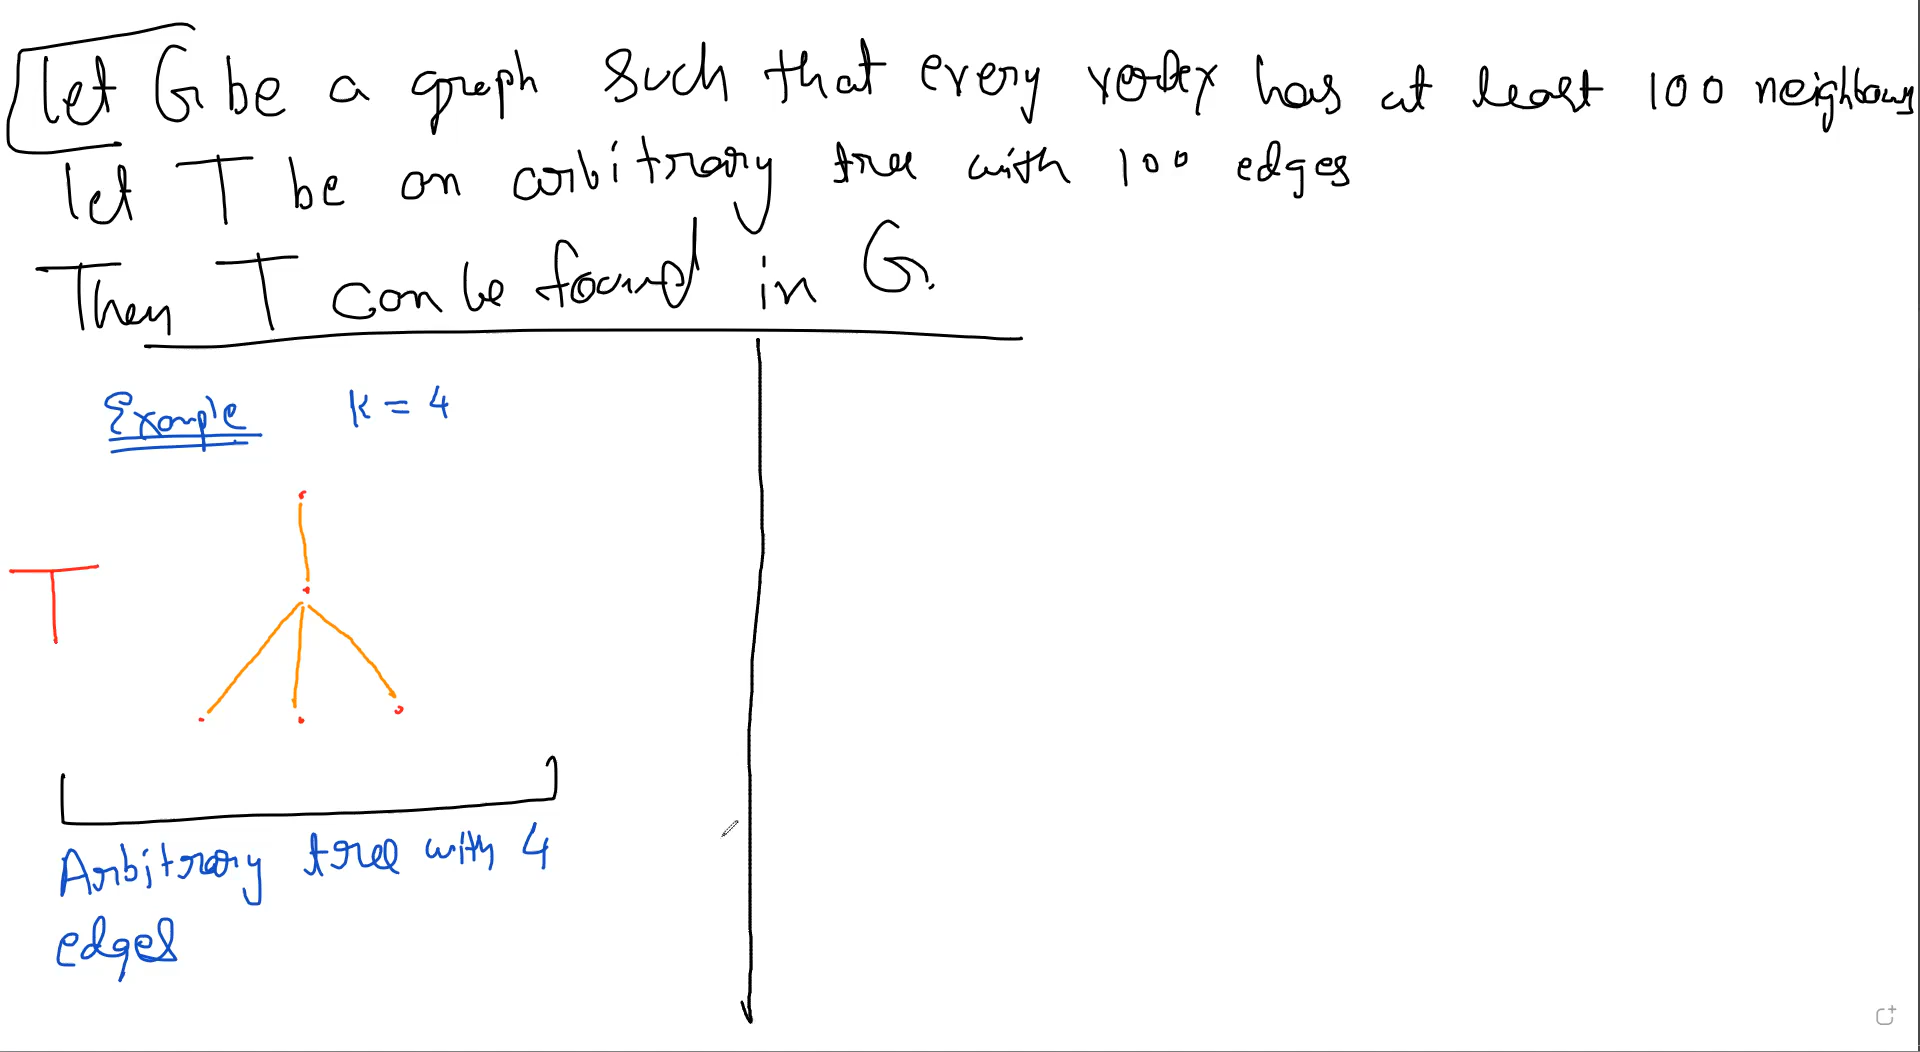 Let G be a graph such that every vertex has at least 100 neighbours
Let T be an arbitrary tree with 100 edges
Then T can be found in G.
Example K = 4
T
Arbitrary tree with 4
edges